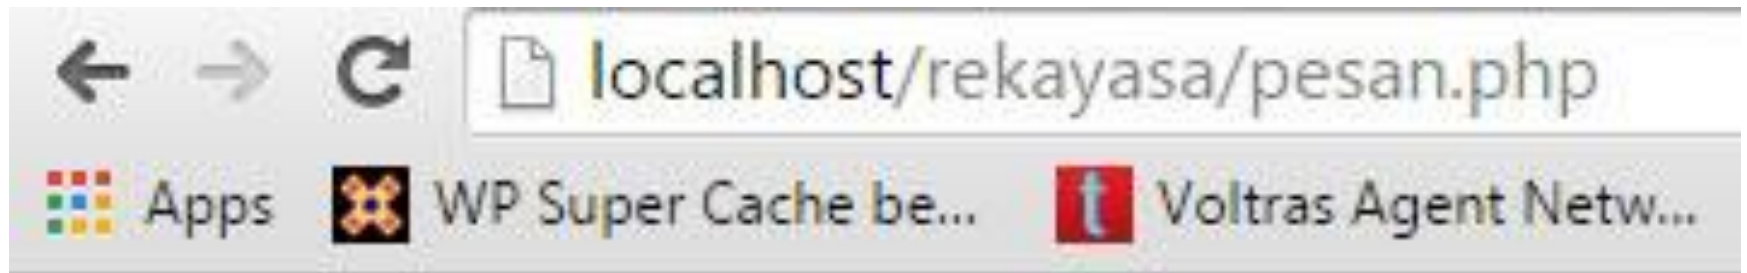 localhost/rekayasa/pesan.php
Apps WP Super Cache be... t Voltras Agent Netw...